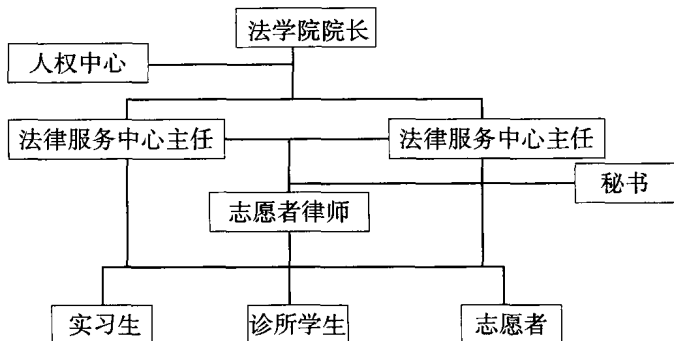 法学院院长
人权中心
法律服务中心主任
法律服务中心主任
秘书
志愿者律师
实习生
诊所学生
志愿者